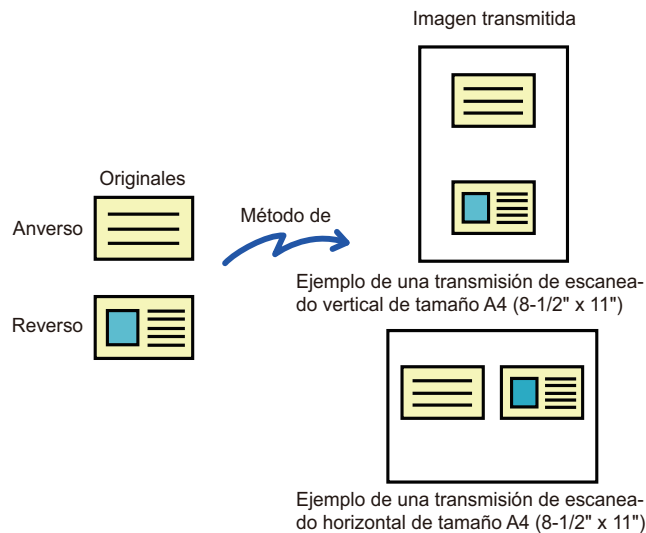 Imagen transmitida
Originales
Anverso
Método de
Reverso
Ejemplo de una transmisión de escanea-
do vertical de tamaño A4 (8-1/2" x 11")
Ejemplo de una transmisión de escanea-
do horizontal de tamaño A4 (8-1/2" x 11")